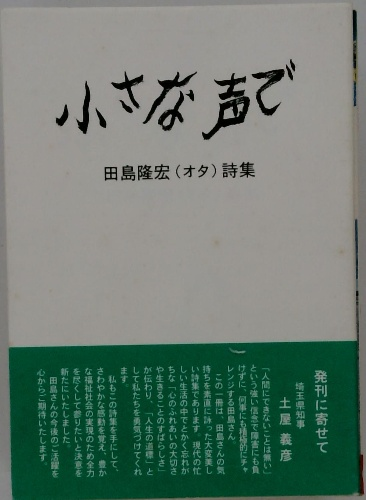 小さな声で
田島隆宏(オタ)詩集
発刊に寄せて
埼玉県知事
土屋 義彦
「人間にできないことは無い」
という強い信念で障害にも負
けずに、何事にも積極的にチャ
レンジする田島さん。
この一冊は、田島さんの気
持ちを素直に詠った大変美し
い詩集であります。現代の忙
しい生活の中でとかく忘れが
ちな「心のふれあいの大切さ
や生きることのすばらしさ」
が伝わり、「人生の道標」と
して私たちを勇気づけてくれ
ます。
私もこの詩集を手にして、
さわやかな感動を覚え、豊か
な福祉社会の実現のため全力
を尽くして参りたいと決意を
新たにいたしました。
田島さんの今後のご活躍を
心からご期待いたします。